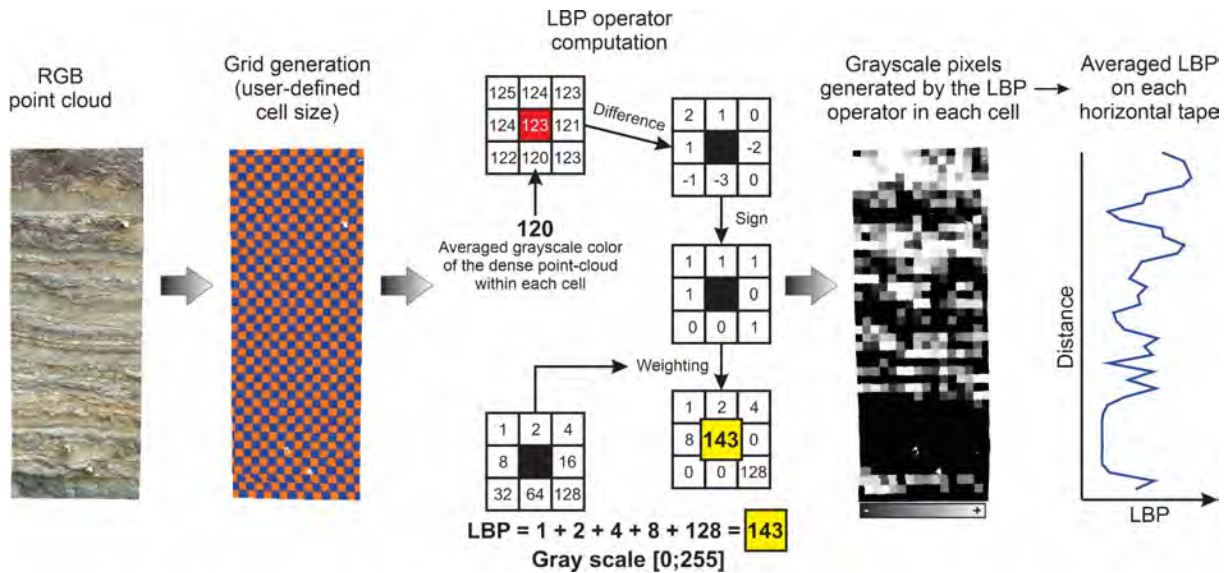 LBP operator
computation
RGB
point cloud
Grid generation
(user-defined
cell size)
125 124 123
124 123 121
122 120 123
Difference
120
Averaged grayscale color
of the dense point-cloud
within each cell
2 1 0
1 -2
-1 -3 0
Sign
1 1 1
1 0
0 0 1
Weighting
1 2 4
8 16
32 64 128
1 2 4
8 143 0
0 0 128
LBP = 1 + 2 + 4 + 8 + 128 = 143
Gray scale [0;255]
Grayscale pixels
generated by the LBP
operator in each cell
- +
Averaged LBP
on each
horizontal tape
Distance
LBP